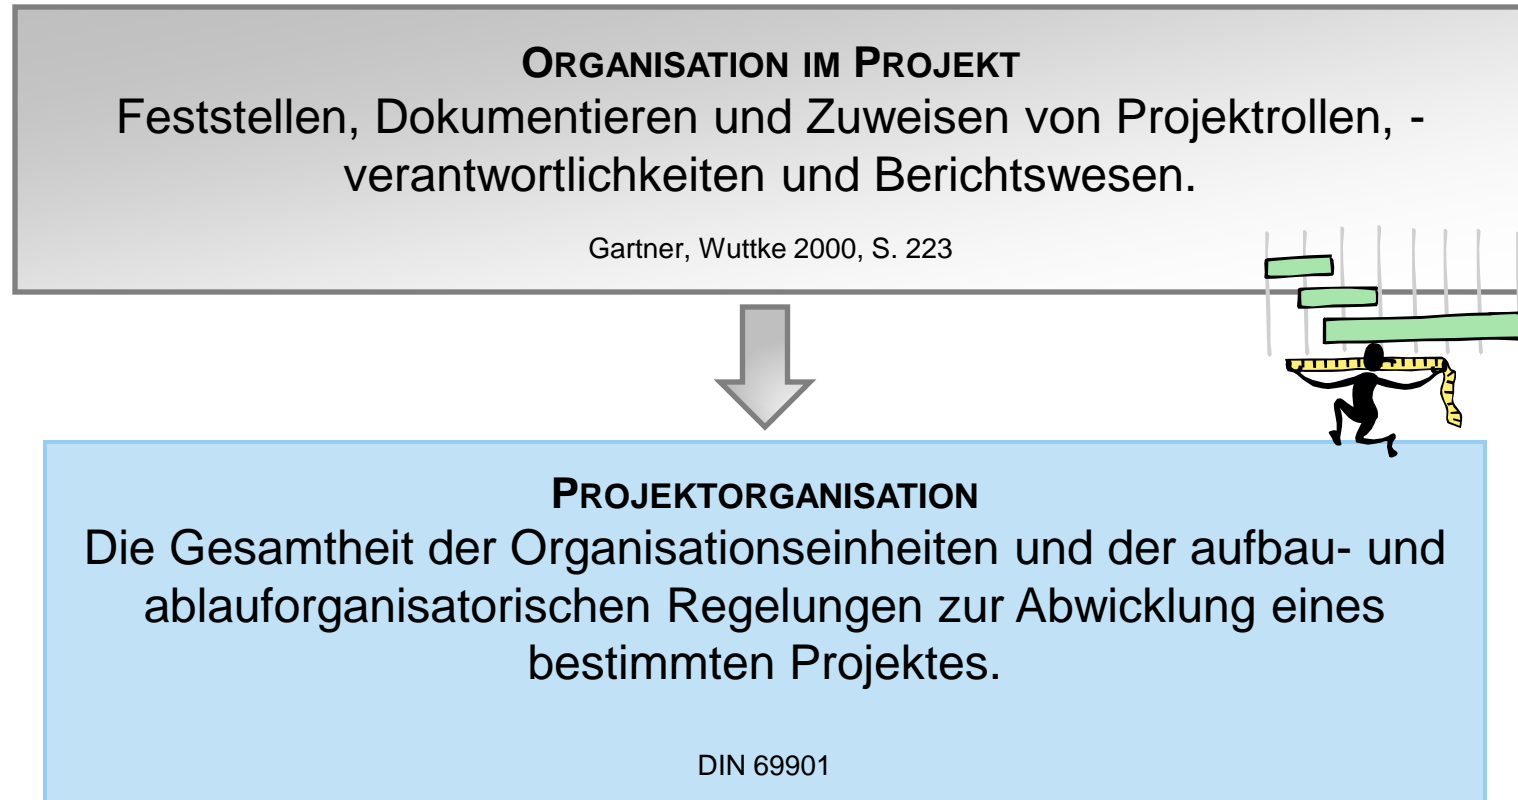 ORGANISATION IM PROJEKT
Feststellen, Dokumentieren und Zuweisen von Projektrollen, -
verantwortlichkeiten und Berichtswesen.
Gartner, Wuttke 2000, S. 223
PROJEKTORGANISATION
Die Gesamtheit der Organisationseinheiten und der aufbau- und
ablauforganisatorischen Regelungen zur Abwicklung eines
bestimmten Projektes.
DIN 69901